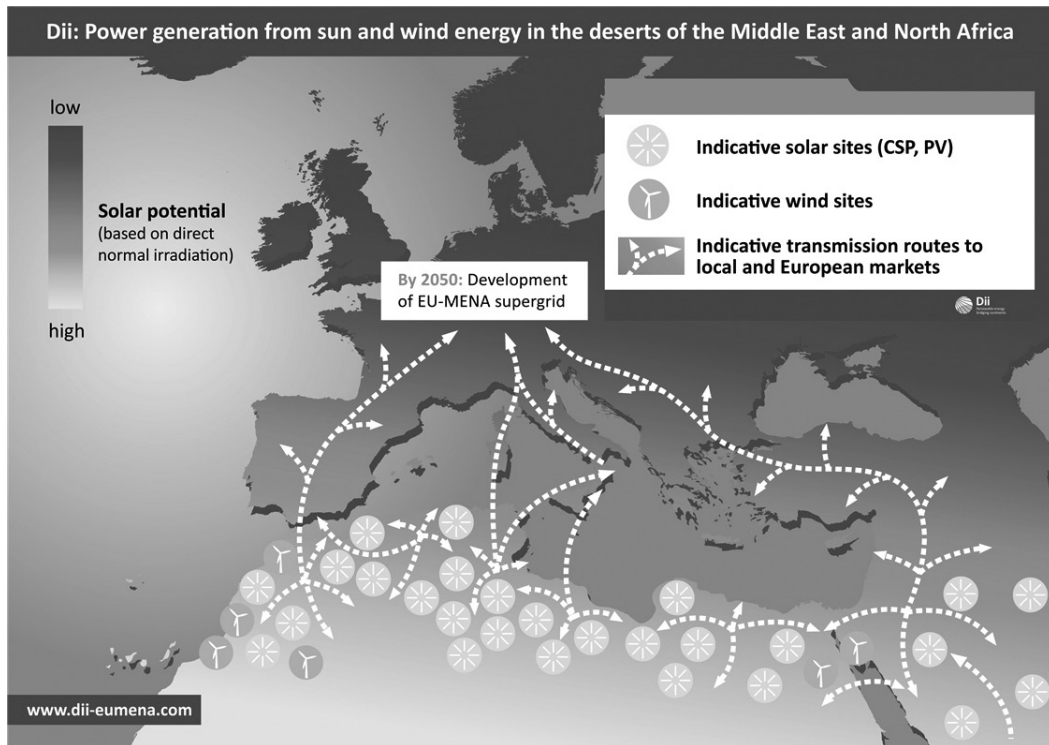 Dii: Power generation from sun and wind energy in the deserts of the Middle East and North Africa
low
Solar potential
(based on direct
normal irradiation)
high
Indicative solar sites (CSP, PV)
Indicative wind sites
Indicative transmission routes to
local and European markets
Dii
By 2050: Development
of EU-MENA supergrid
www.dii-eumena.com